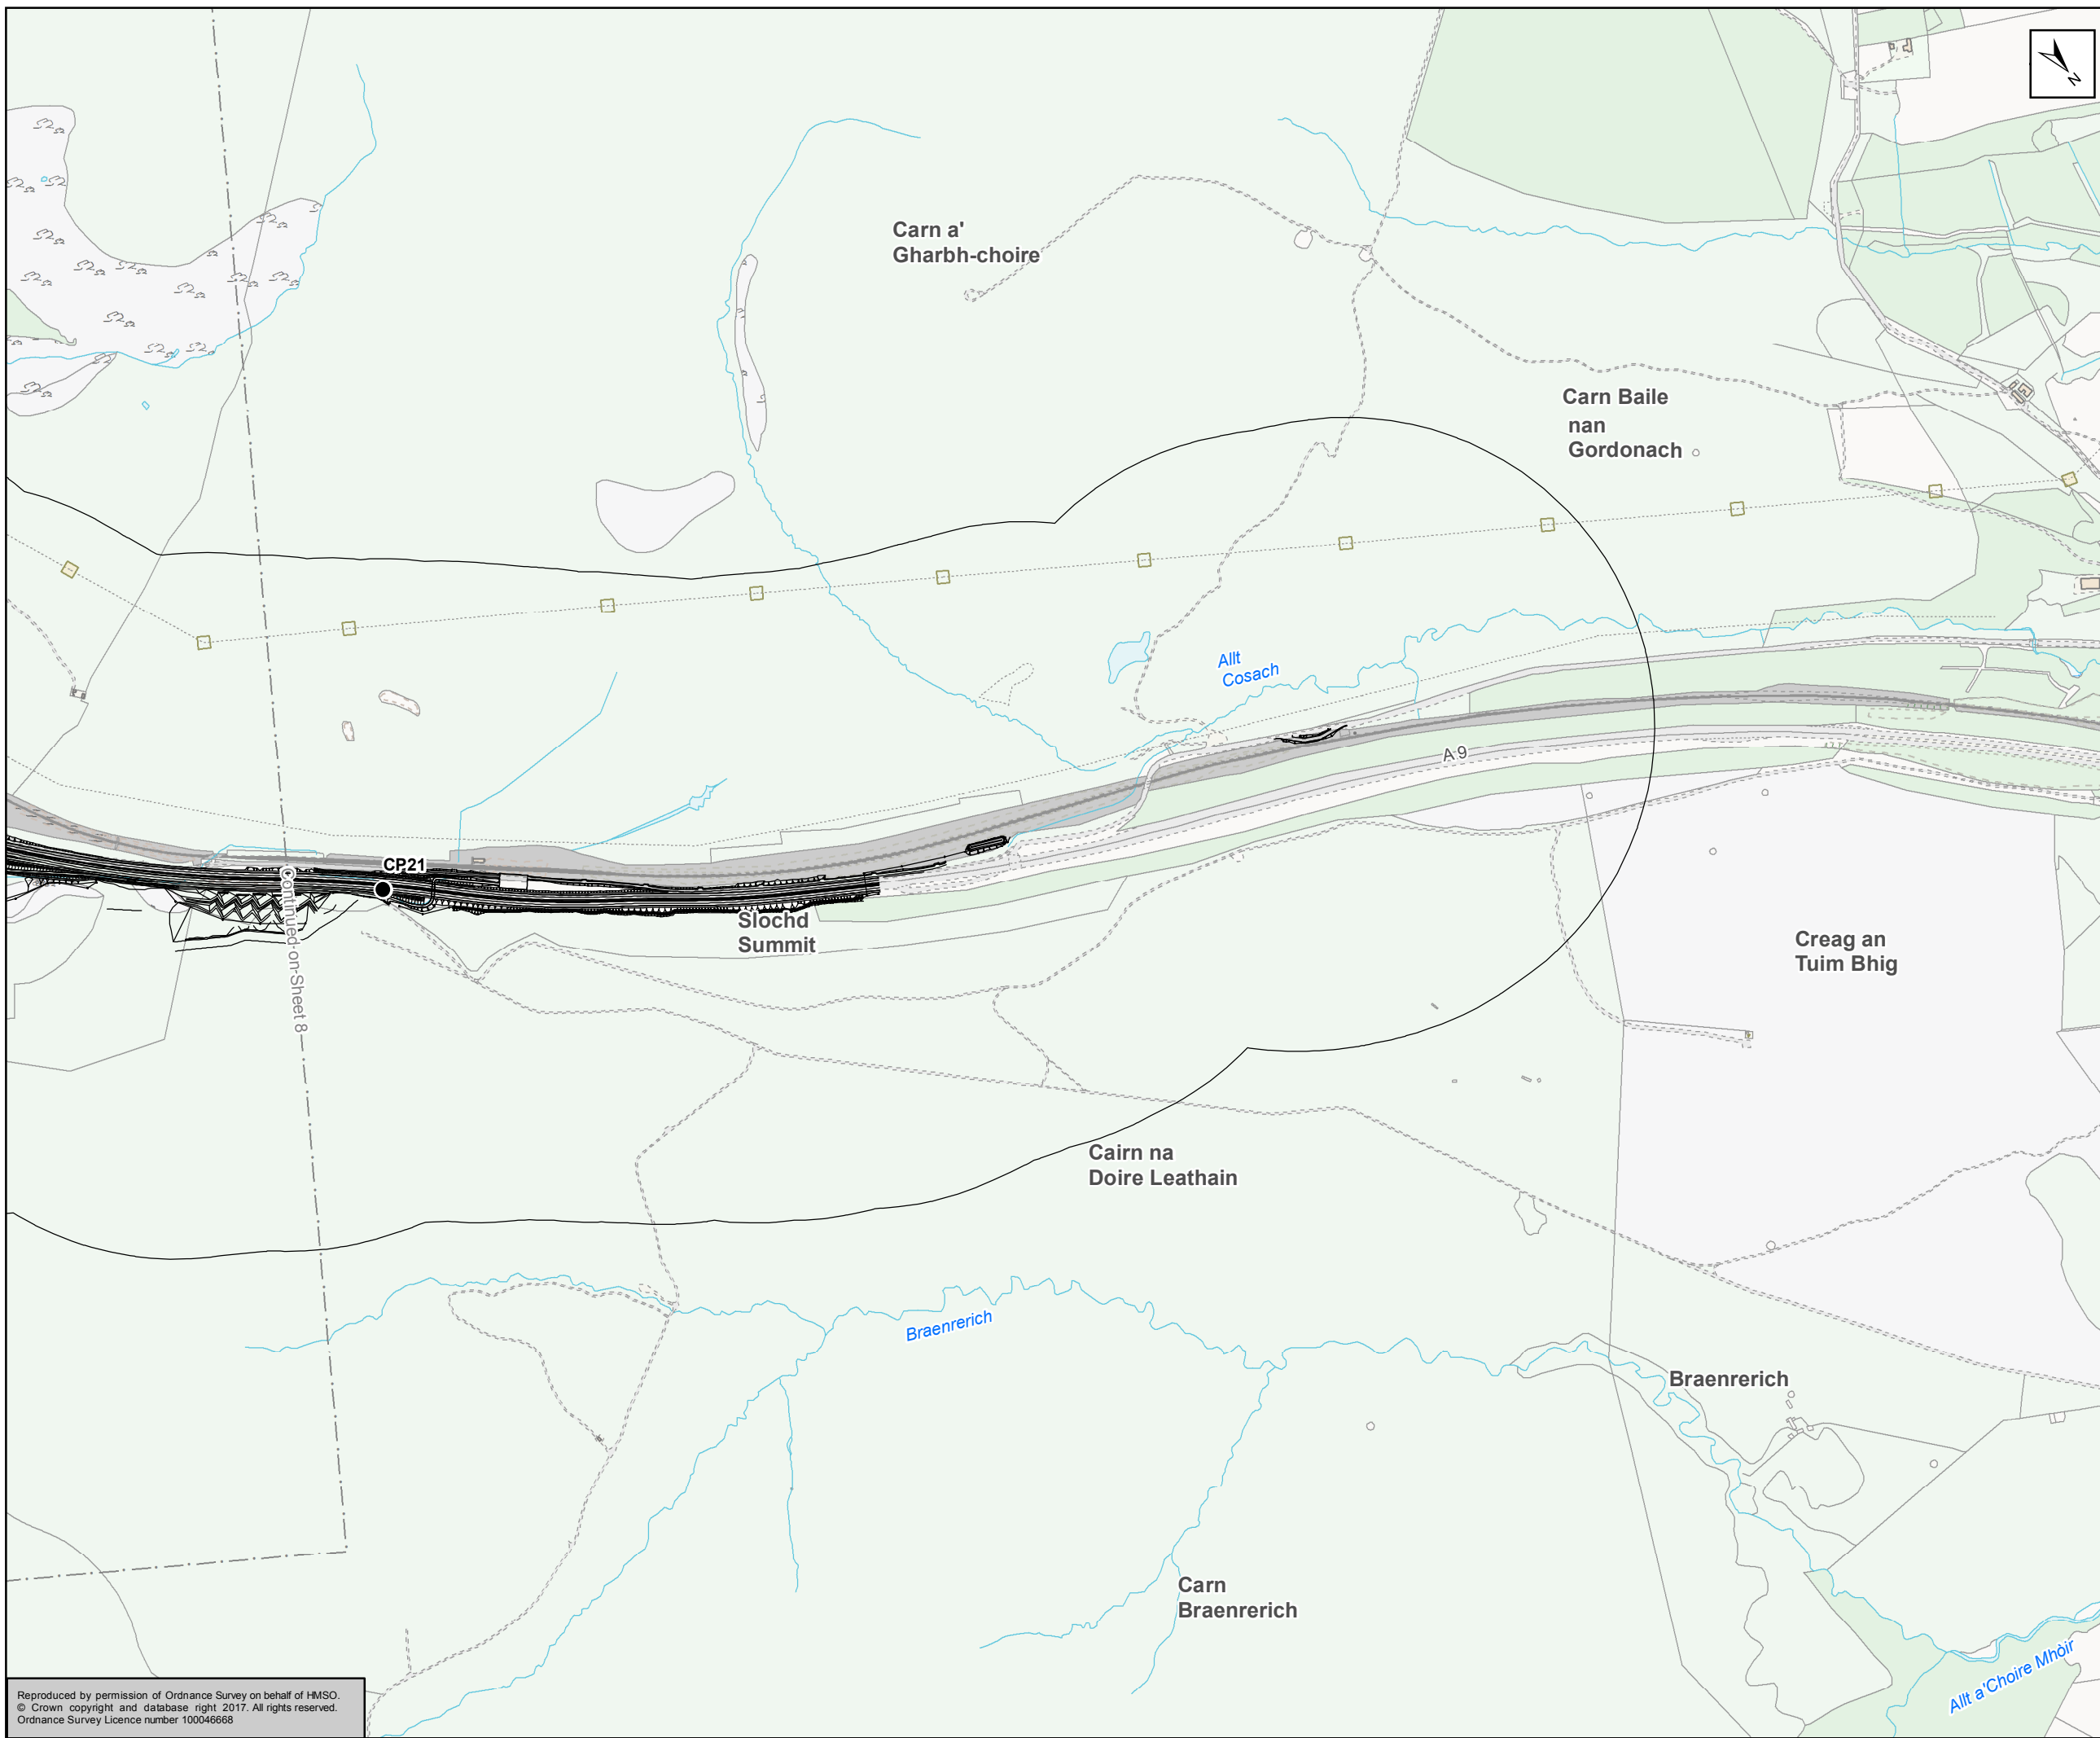 N
Carn a'
Gharbh-choire
Carn Baile
nan
Gordonach
Allt
Cosach
A 9
CP21
Continued-on-Sheet 8
Slochd
Summit
Creag an
Tuim Bhig
Cairn na
Doire Leathain
Braenrerich
Braenrerich
Carn
Braenrerich
Allt a'Choire Mhòir
Reproduced by permission of Ordnance Survey on behalf of HMSO.
© Crown copyright and database right 2017. All rights reserved.
Ordnance Survey Licence number 100046668